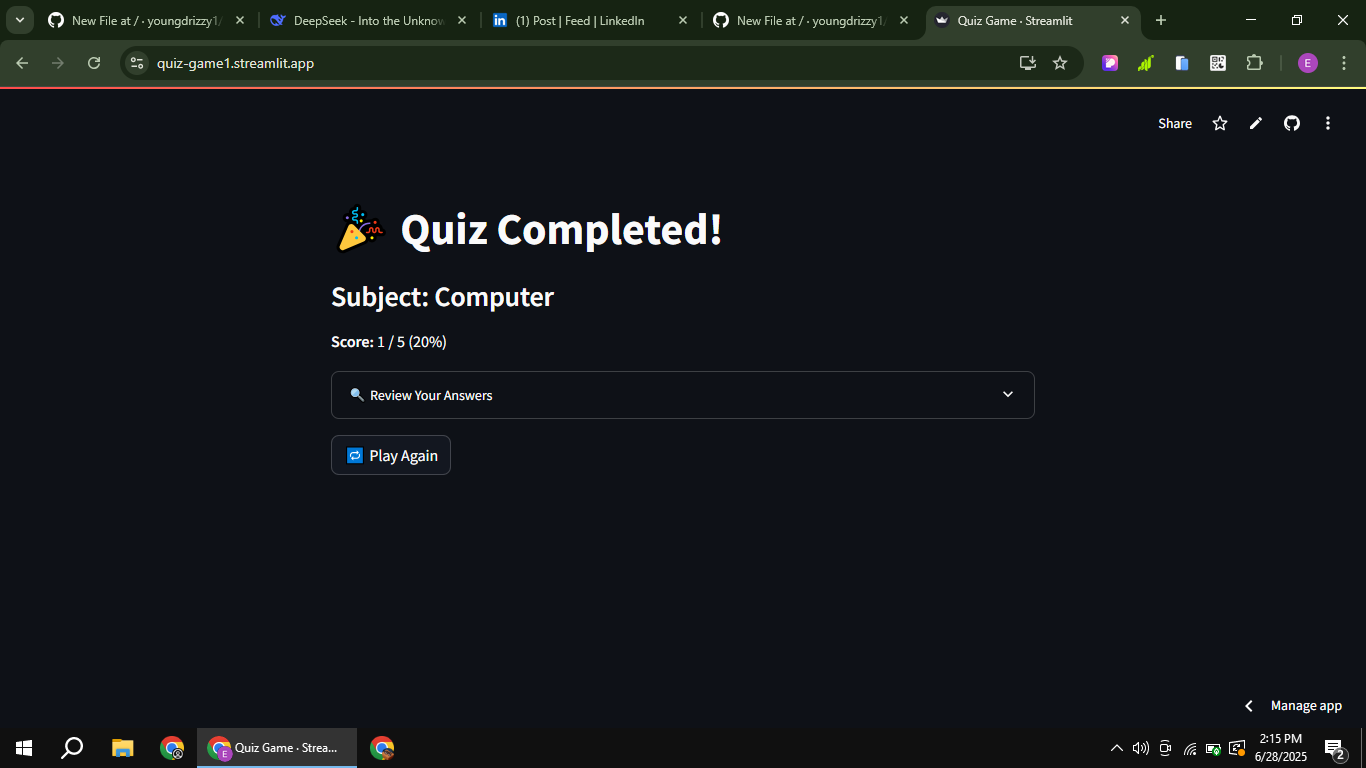 New File at / · youngdrizzy1/
DeepSeek - Into the Unknow
(1) Post | Feed | LinkedIn
New File at / · youngdrizzy1/
Quiz Game · Streamlit
quiz-game1.streamlit.app
E
Share
Quiz Completed!
Subject: Computer
Score: 1 / 5 (20%)
Review Your Answers
Play Again
Manage app
E
Quiz Game · Strea...
2:15 PM
6/28/2025
2